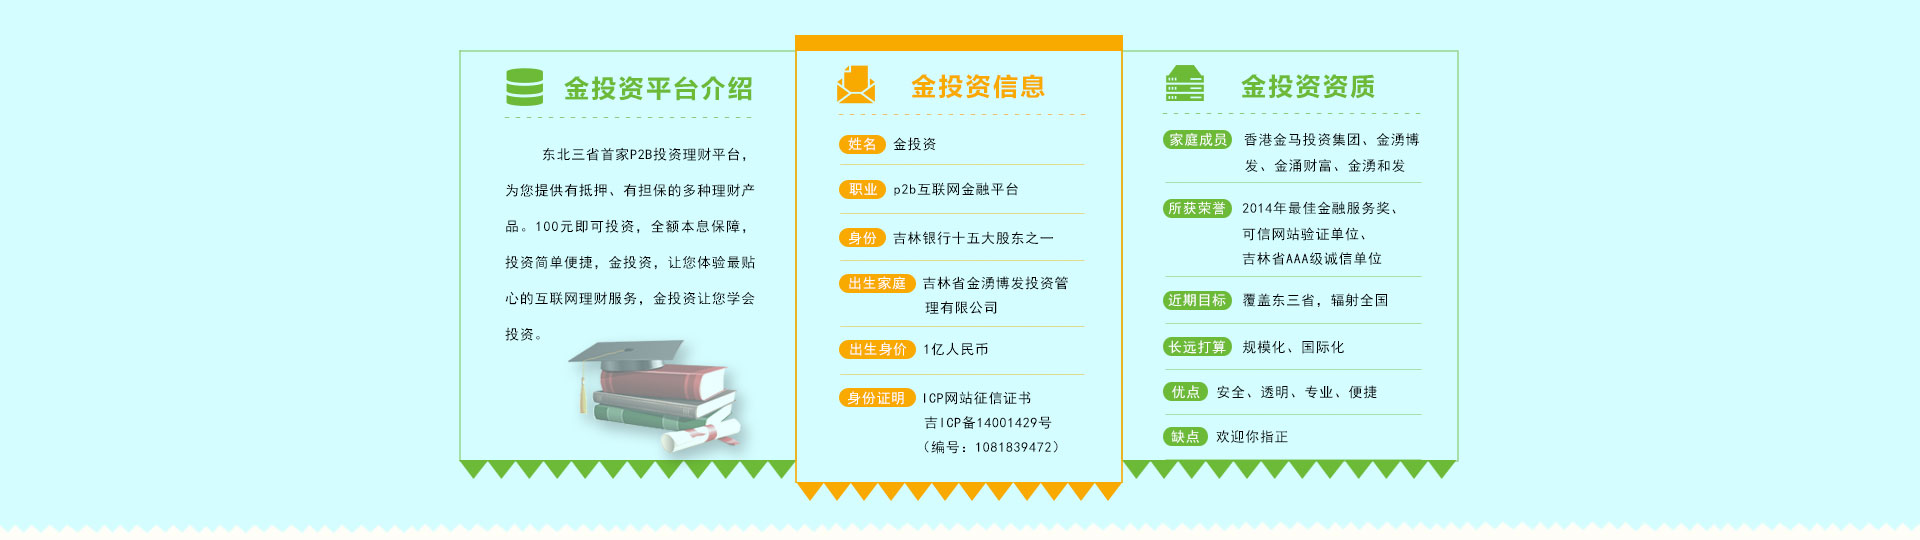 金投资平台介绍
东北三省首家P2B投资理财平台，
为您提供有抵押、有担保的多种理财产
品。100元即可投资，全额本息保障，
投资简单便捷，金投资，让您体验最贴
心的互联网理财服务，金投资让您学会
投资。
金投资信息
姓名 金投资
职业 p2b互联网金融平台
身份 吉林银行十五大股东之一
出生家庭 吉林省金湧博发投资管
理有限公司
出生身价 1亿人民币
身份证明 ICP网站征信证书
吉ICP备14001429号
（编号：1081839472）
金投资资质
家庭成员 香港金马投资集团、金湧博
发、金涌财富、金湧和发
所获荣誉 2014年最佳金融服务奖、
可信网站验证单位、
吉林省AAA级诚信单位
近期目标 覆盖东三省，辐射全国
长远打算 规模化、国际化
优点 安全、透明、专业、便捷
缺点 欢迎你指正